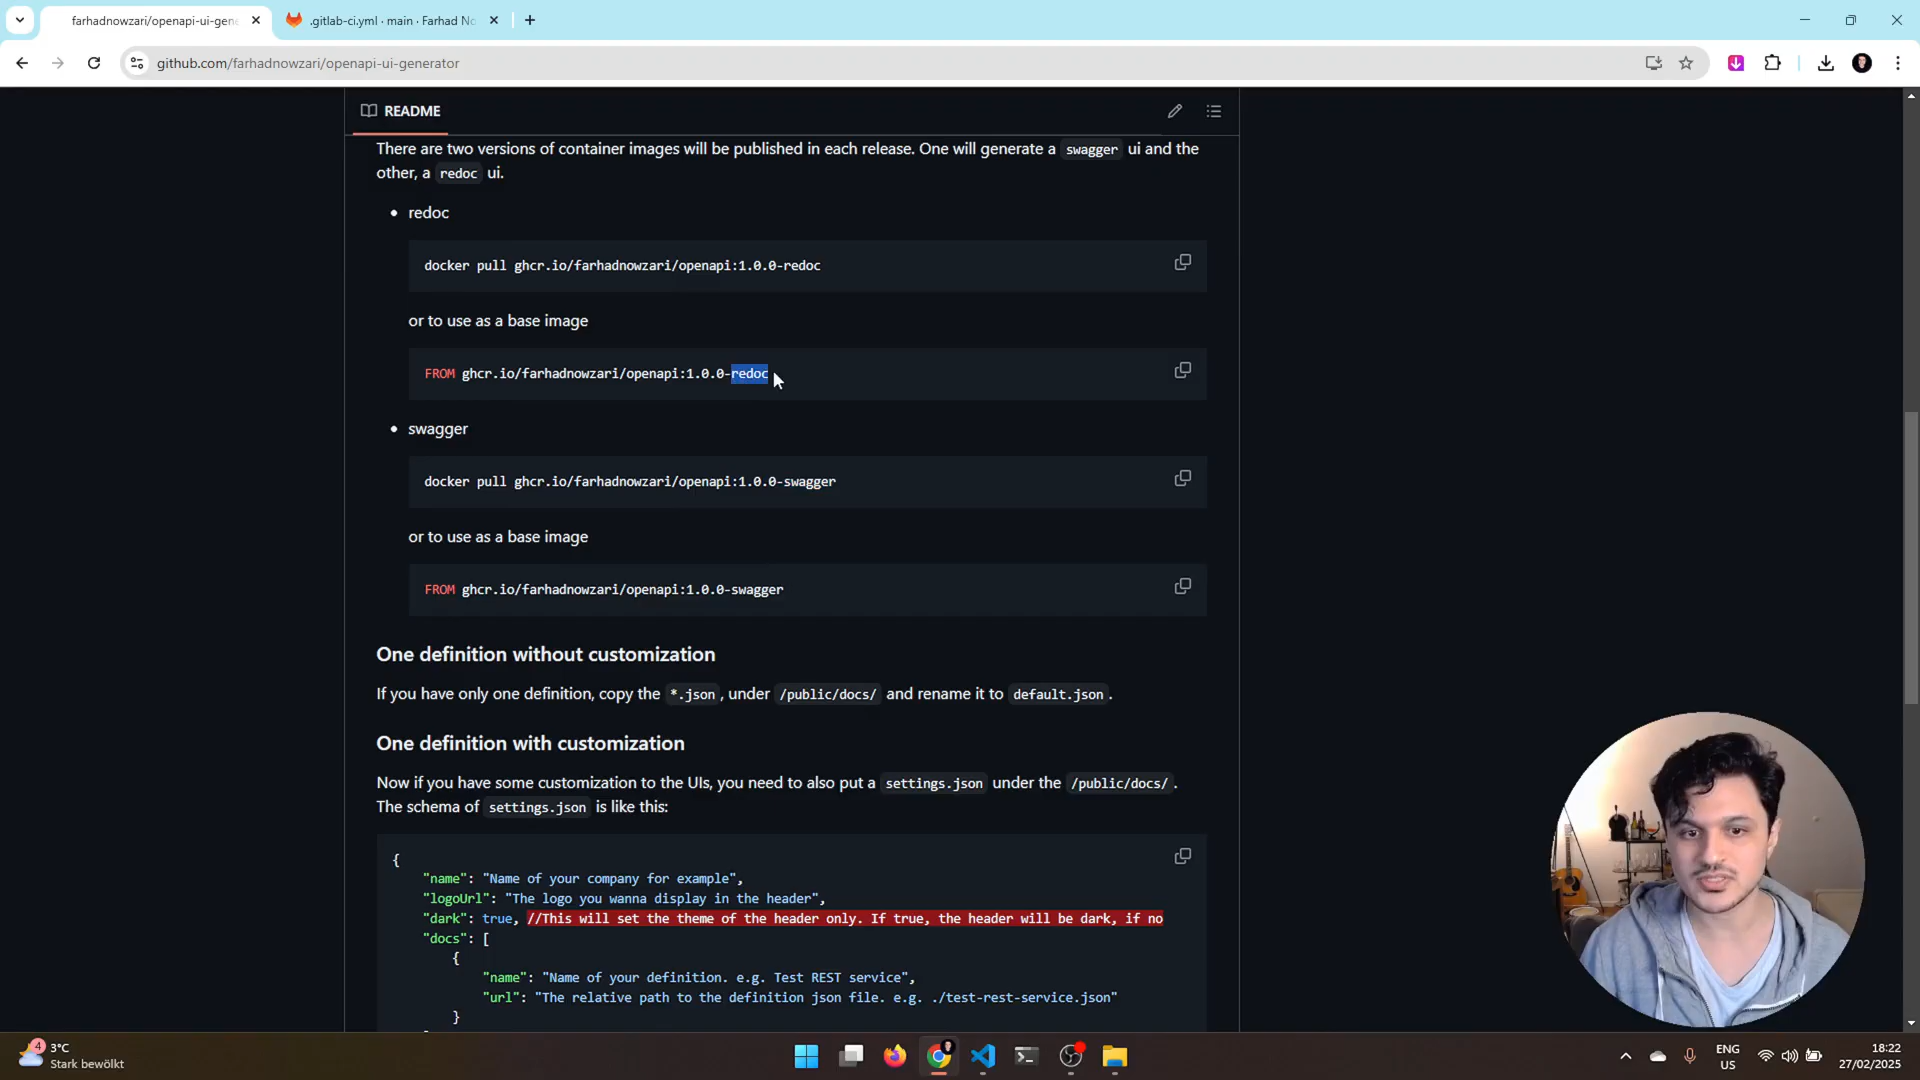 farhadnowzari/openapi-ui-gene
.gitlab-ci.yml · main · Farhad No
github.com/farhadnowzari/openapi-ui-generator
README
There are two versions of container images will be published in each release. One will generate a swagger ui and the
other, a redoc ui.
• redoc
docker pull ghcr.io/farhadnowzari/openapi:1.0.0-redoc
or to use as a base image
FROM ghcr.io/farhadnowzari/openapi:1.0.0-redoc
• swagger
docker pull ghcr.io/farhadnowzari/openapi:1.0.0-swagger
or to use as a base image
FROM ghcr.io/farhadnowzari/openapi:1.0.0-swagger
One definition without customization
If you have only one definition, copy the *.json, under /public/docs/ and rename it to default.json.
One definition with customization
Now if you have some customization to the UIs, you need to also put a settings.json under the /public/docs/.
The schema of settings.json is like this:
{
"name": "Name of your company for example",
"logoUrl": "The logo you wanna display in the header",
"dark": true, //This will set the theme of the header only. If true, the header will be dark, if no
"docs": [
{
"name": "Name of your definition. e.g. Test REST service",
"url": "The relative path to the definition json file. e.g. ./test-rest-service.json"
}
4
3°C
Stark bewölkt
ENG
US
18:22
27/02/2025